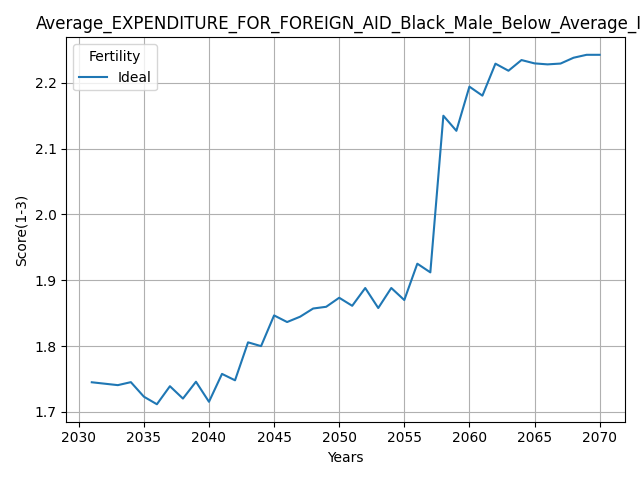 Average_EXPENDITURE_FOR_FOREIGN_AID_Black_Male_Below_Average_I
Fertility
Ideal
2.2
2.1
2.0
1.9
1.8
1.7
Score(1-3)
2030 2035 2040 2045 2050 2055 2060 2065 2070
Years